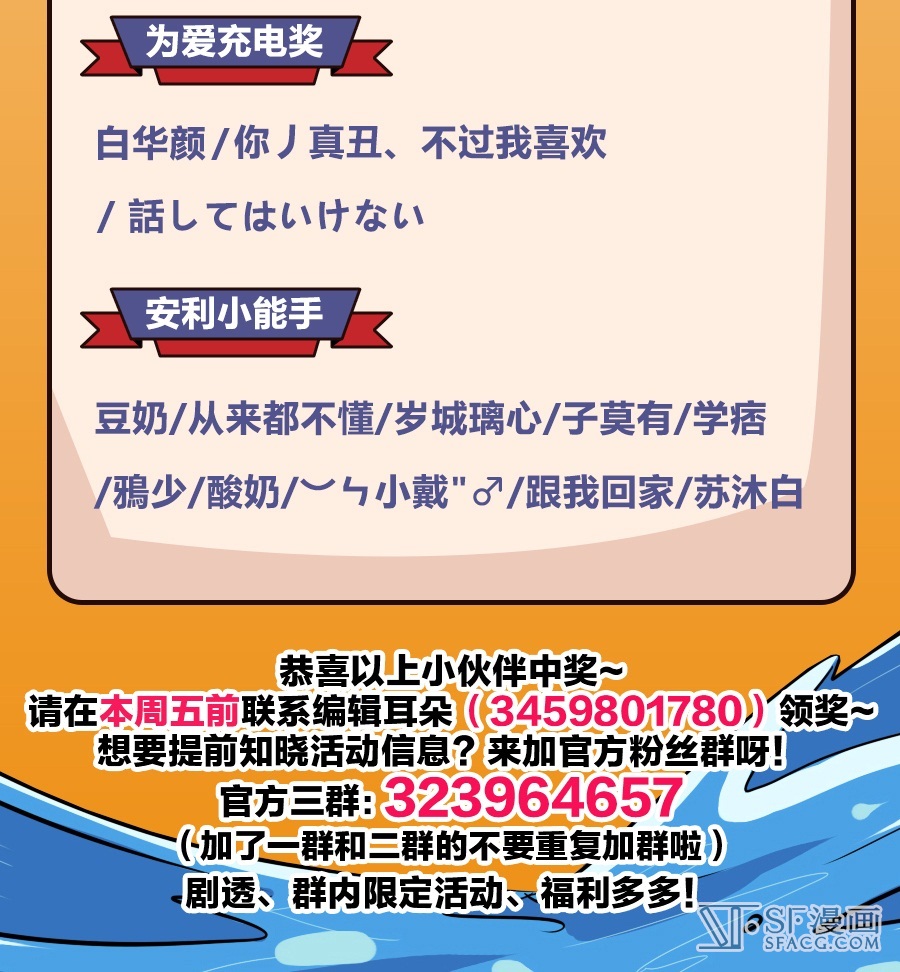 为爱充电奖
白华颜/你丿真丑、不过我喜欢
/ 話してはいけない
安利小能手
豆奶/从来都不懂/岁城璃心/子莫有/学痞
/鴉少/酸奶/︶ㄣ小戴"♂/跟我回家/苏沐白
恭喜以上小伙伴中奖~
请在本周五前联系编辑耳朵（3459801780）领奖~
想要提前知晓活动信息？来加官方粉丝群呀！
官方三群：323964657
（加了一群和二群的不要重复加群啦）
剧透、群内限定活动、福利多多！
SF漫画
SFACG.COM